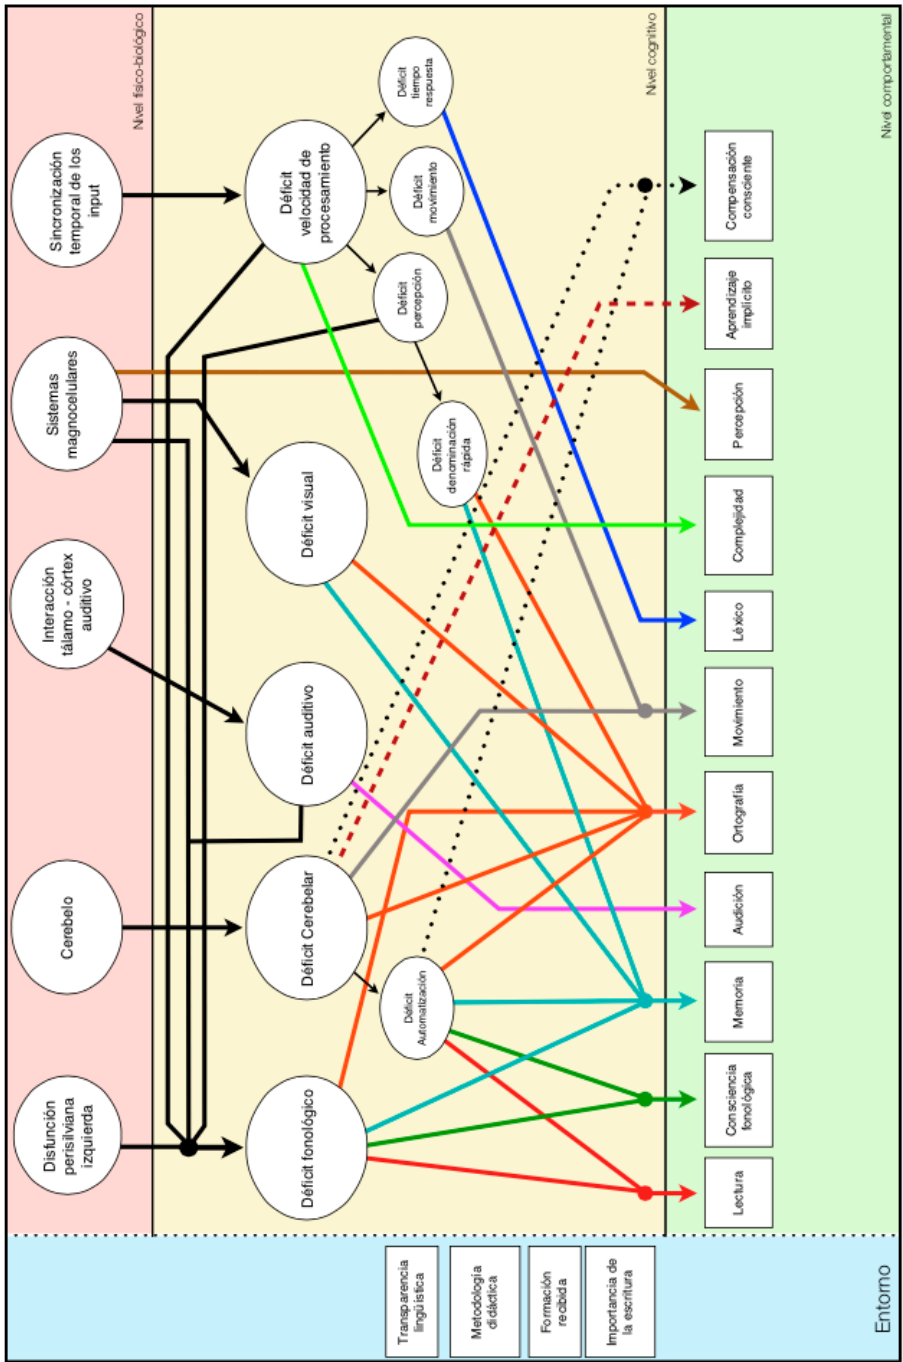 Disfunción
perisilviana
izquierda
Cerebelo
Interacción
tálamo - córtex
auditivo
Sistemas
magnocelulares
Sincronización
temporal de los
input
Nivel físico-biológico
Déficit fonológico
Déficit Cerebelar
Déficit auditivo
Déficit visual
Déficit
velocidad de
procesamiento
Déficit
Automatización
Déficit
denominación
rápida
Déficit
percepción
Déficit
movimiento
Déficit
tiempo
respuesta
Nivel cognitivo
Transparencia
lingüística
Metodología
didáctica
Formación
recibida
Importancia de
la escritura
Entorno
Lectura
Consciencia
fonológica
Memoria
Audición
Ortografía
Movimiento
Léxico
Complejidad
Percepción
Aprendizaje
implícito
Compensación
consciente
Nivel comportamental